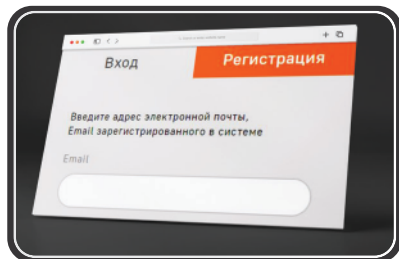 Вход
Регистрация
Введите адрес электронной почты,
Email зарегистрированного в системе
Email